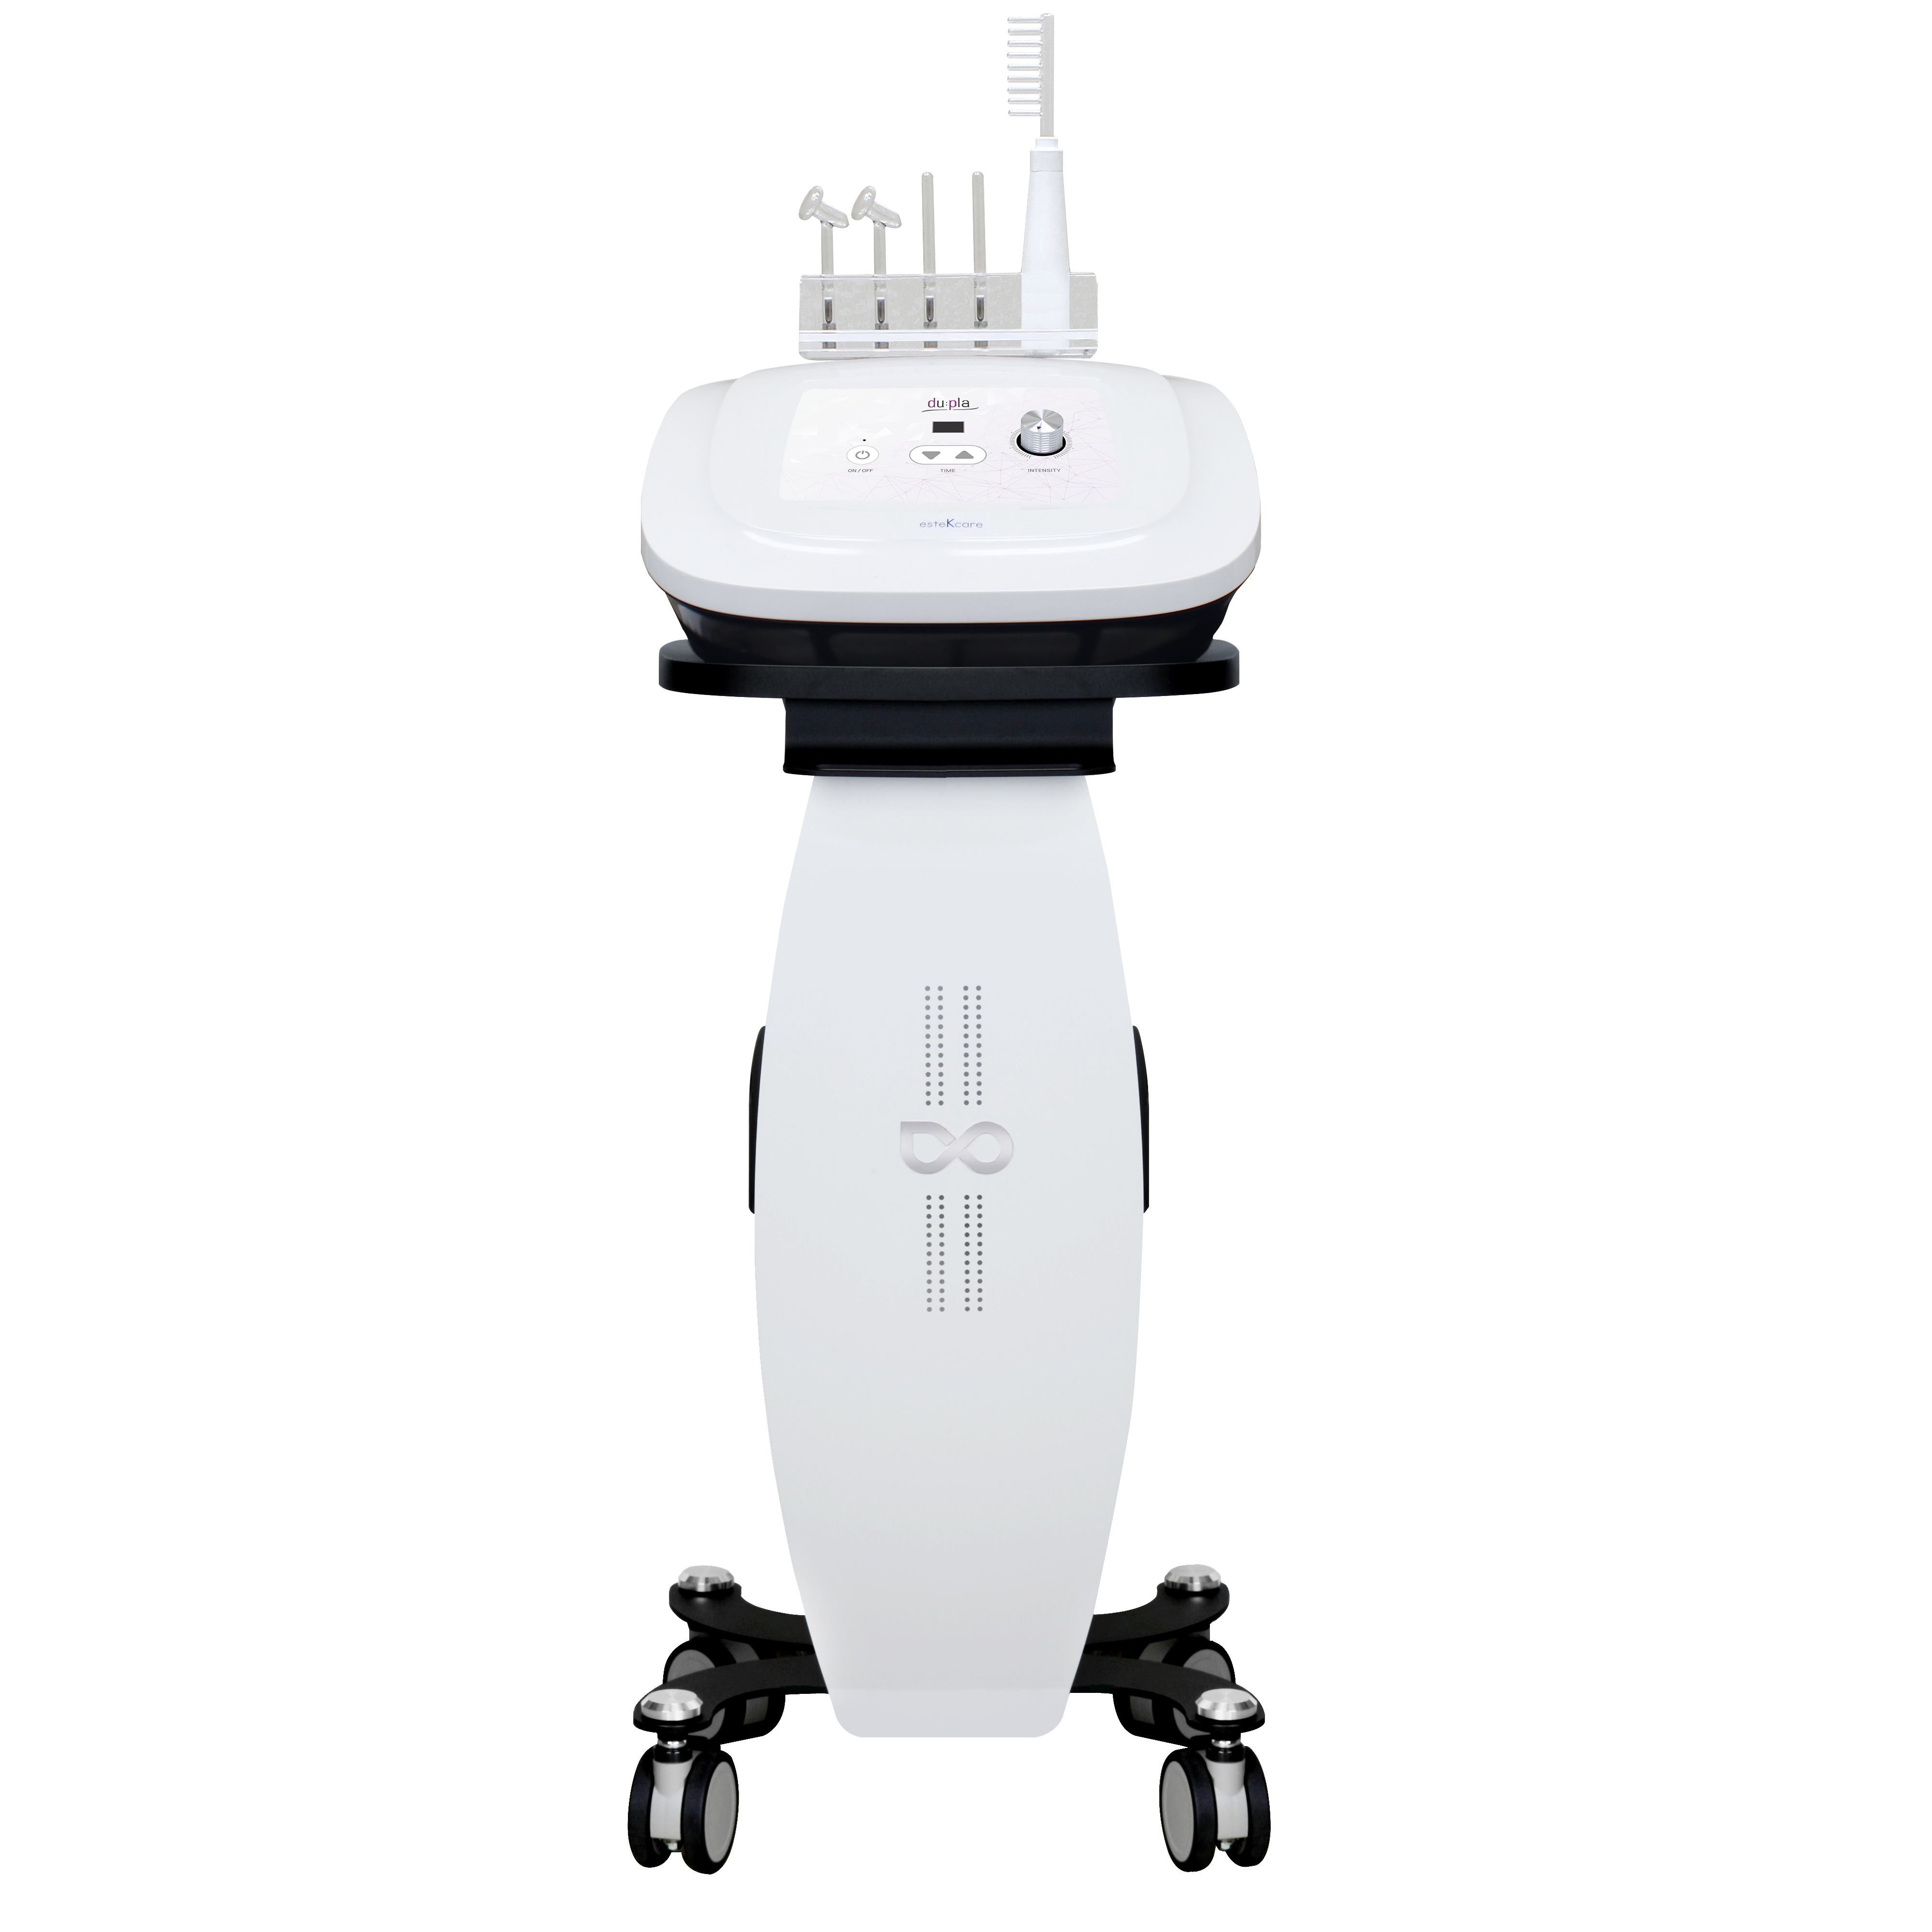 du:pla
ON / OFF
TIME
INTENSITY
esteKcare